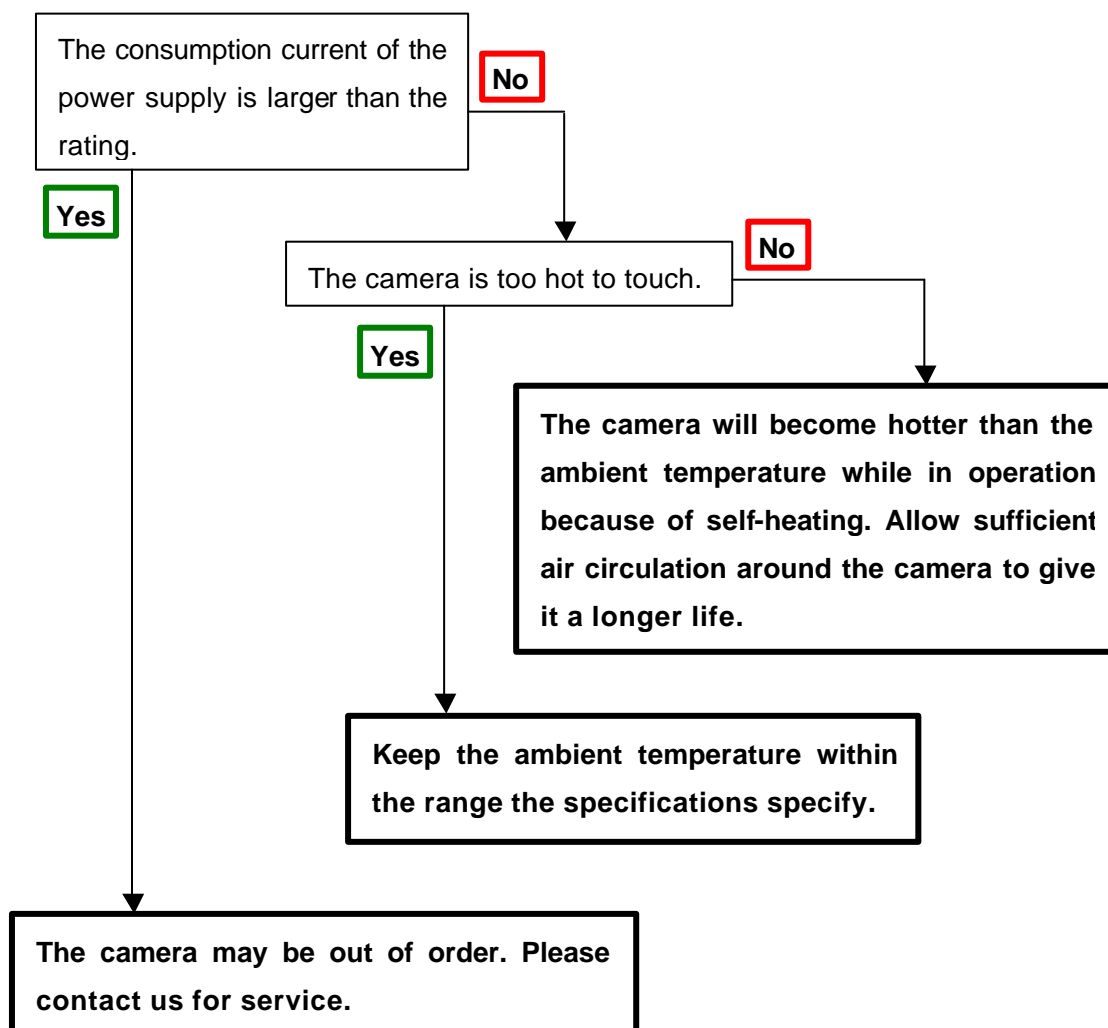 The consumption current of the
power supply is larger than the
rating.
No
Yes
The camera is too hot to touch.
No
Yes
The camera will become hotter than the
ambient temperature while in operation
because of self-heating. Allow sufficient
air circulation around the camera to give
it a longer life.
Keep the ambient temperature within
the range the specifications specify.
The camera may be out of order. Please
contact us for service.